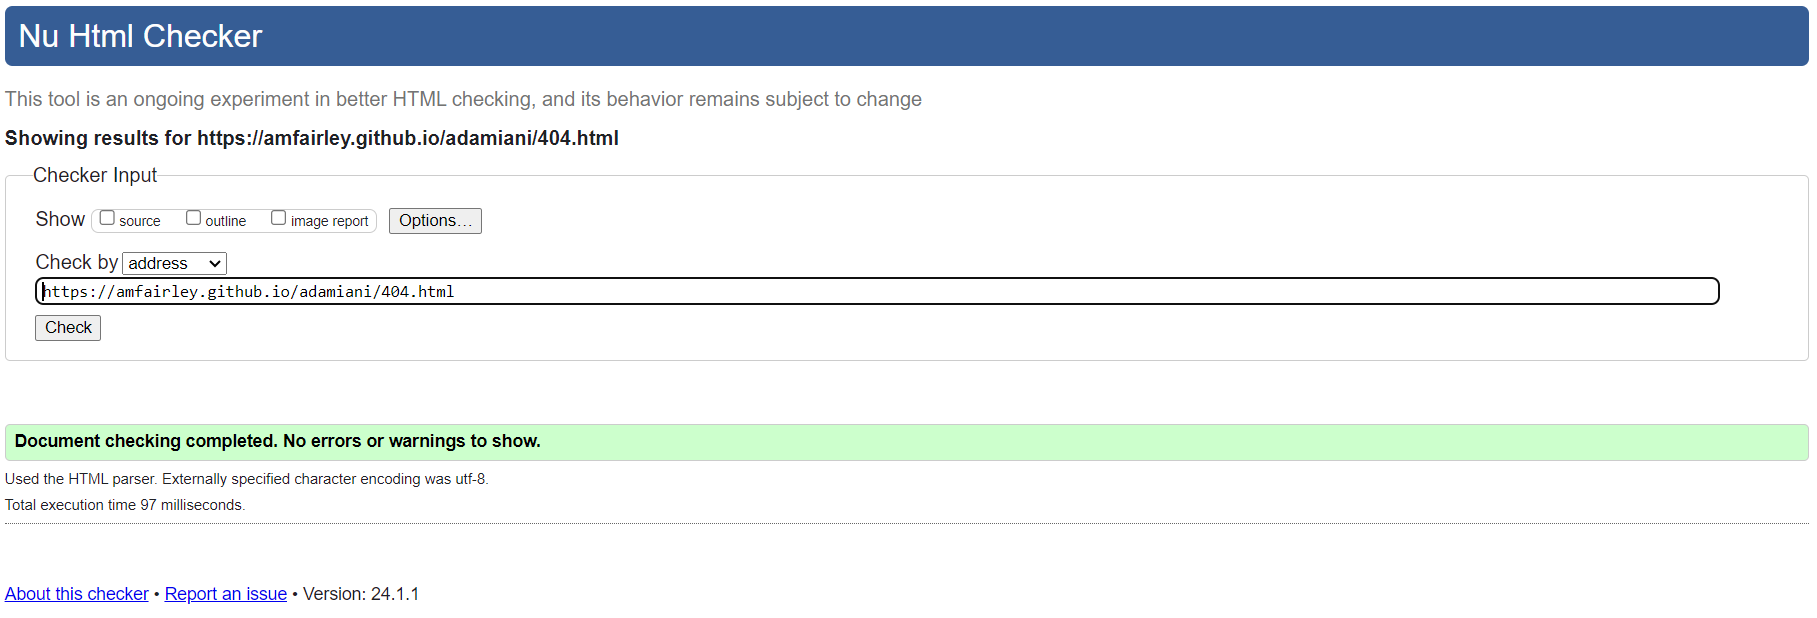 Nu Html Checker
This tool is an ongoing experiment in better HTML checking, and its behavior remains subject to change
Showing results for https://amfairley.github.io/adamiani/404.html
Checker Input
Show source outline image report Options...
Check by address
https://amfairley.github.io/adamiani/404.html
Check
Document checking completed. No errors or warnings to show.
Used the HTML parser. Externally specified character encoding was utf-8.
Total execution time 97 milliseconds.
About this checker • Report an issue • Version: 24.1.1